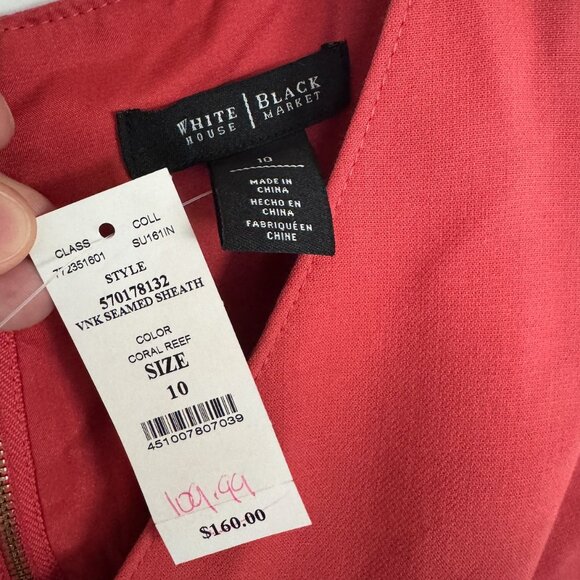 WHITE | BLACK
HOUSE | MARKET
10
MADE IN
CHINA
HECHO EN
CHINA
FABRIQUÉ EN
CHINE
CLASS COLL
772351601 SU161/N
STYLE
570178132
VNK SEAMED SHEATH
COLOR
CORAL REEF
SIZE
10
451007807039
109.99
$160.00